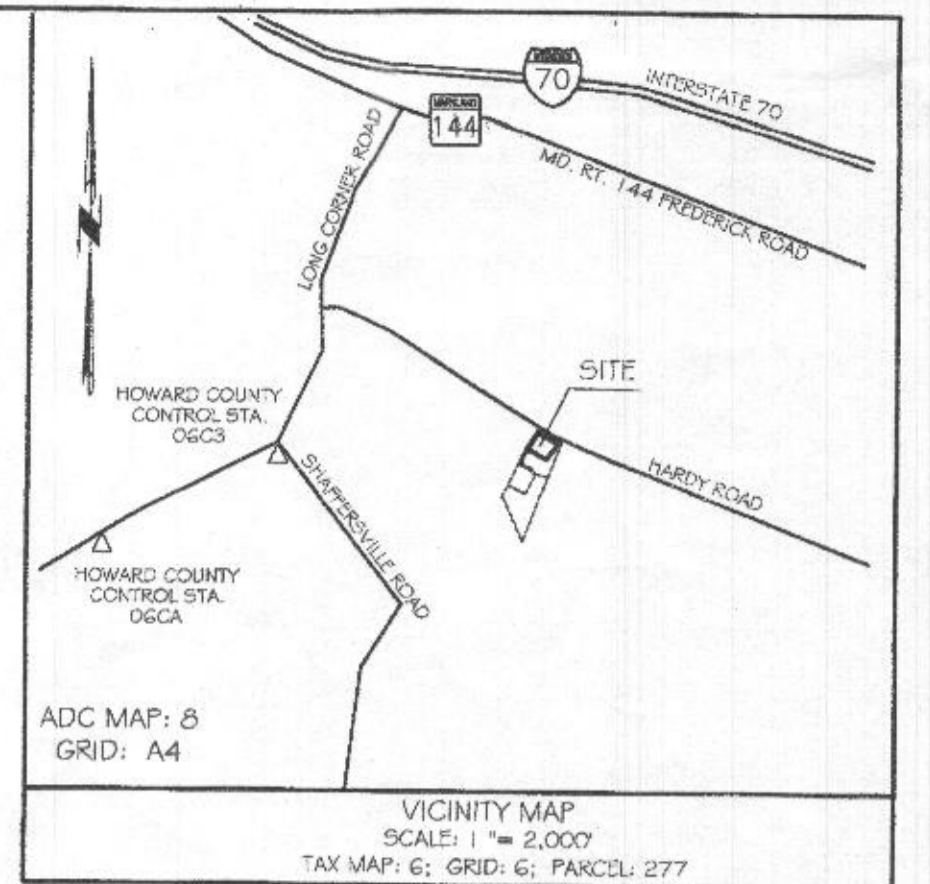 INTERSTATE
70
INTERSTATE 70
MARYLAND
144
MD. RT. 144 FREDERICK ROAD
LONG CORNER ROAD
SITE
HOWARD COUNTY
CONTROL STA.
06C3
SHAFFERSVILLE ROAD
HARDY ROAD
HOWARD COUNTY
CONTROL STA.
06CA
ADC MAP: 8
GRID: A4
VICINITY MAP
SCALE: 1 "= 2,000'
TAX MAP: 6; GRID: 6; PARCEL: 277